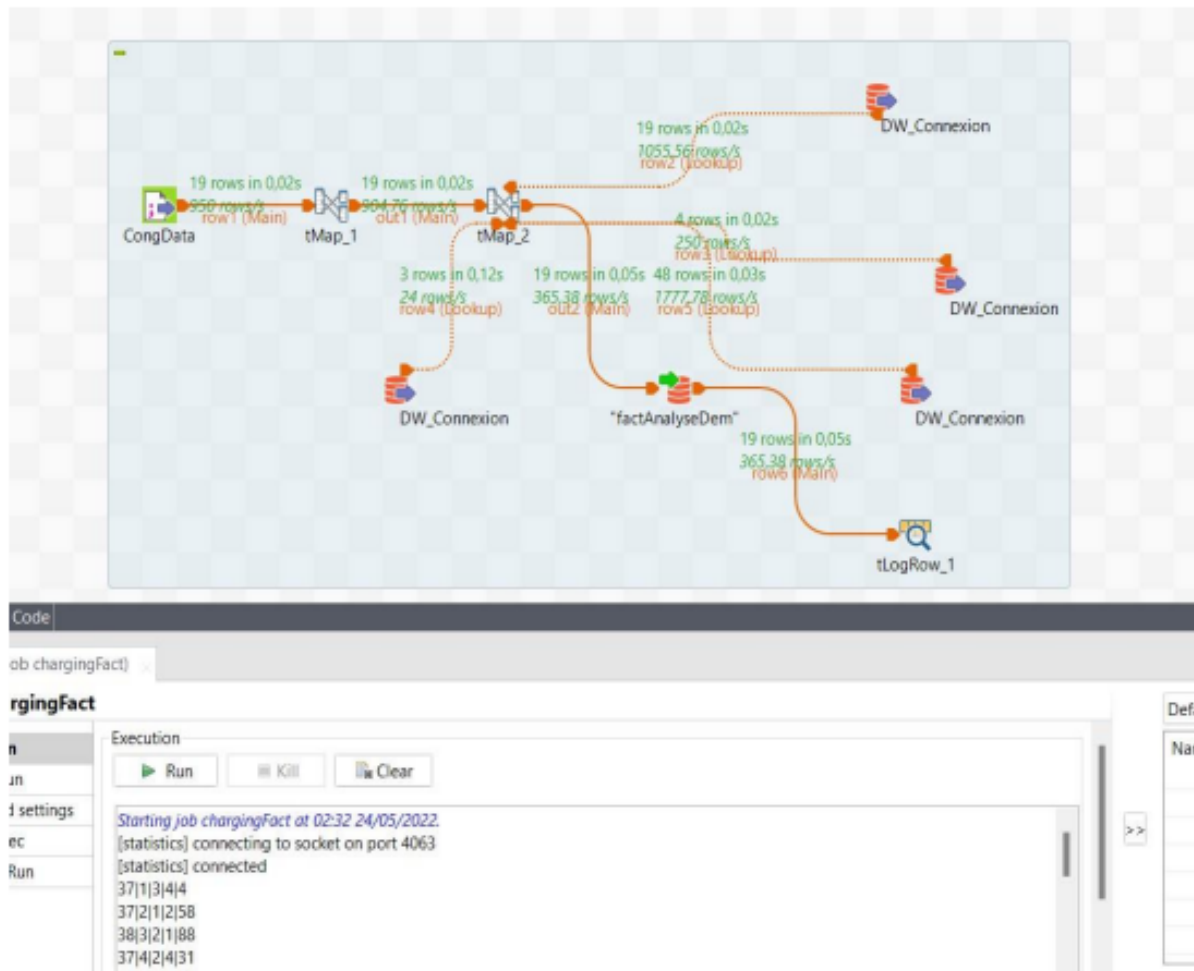 19 rows in 0,02s
1055,56 rows/s
row2 (Lookup)
DW_Connexion
19 rows in 0,02s
950 rows/s
row1 (Main)
19 rows in 0,02s
904,76 rows/s
out1 (Main)
CongData
tMap_1
tMap_2
4 rows in 0,02s
250 rows/s
row3 (Lookup)
DW_Connexion
3 rows in 0,12s
24 rows/s
row4 (Lookup)
19 rows in 0,05s
365,38 rows/s
out2 (Main)
48 rows in 0,03s
1777,78 rows/s
row5 (Lookup)
DW_Connexion
"factAnalyseDem"
DW_Connexion
19 rows in 0,05s
365,38 rows/s
row6 (Main)
tLogRow_1
Code
ob chargingFact)
rgingFact
Defa
Execution
n
Nar
un
Run
Kill
Clear
d settings
ec
Run
>>
Starting job chargingFact at 02:32 24/05/2022.
[statistics] connecting to socket on port 4063
[statistics] connected
37|1|3|4|4
37|2|1|2|58
38|3|2|1|88
37|4|2|4|31